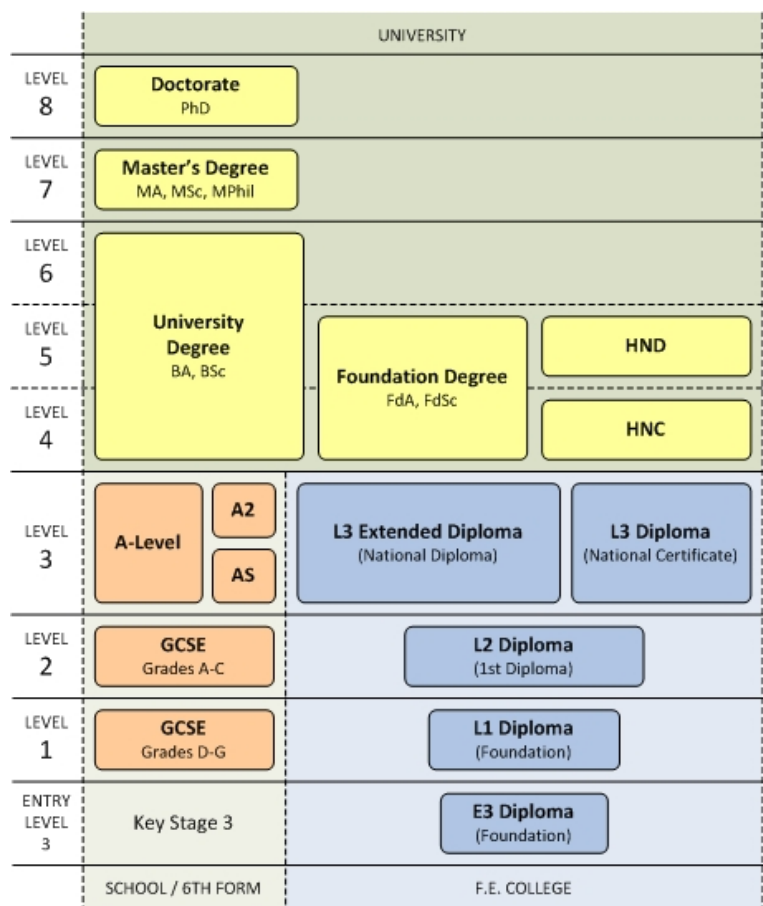 UNIVERSITY
LEVEL
8
Doctorate
PhD
LEVEL
7
Master's Degree
MA, MSc, MPhil
LEVEL
6
University
Degree
BA, BSc
LEVEL
5
Foundation Degree
FdA, FdSc
HND
LEVEL
4
HNC
LEVEL
3
A-Level
A2
AS
L3 Extended Diploma
(National Diploma)
L3 Diploma
(National Certificate)
LEVEL
2
GCSE
Grades A-C
L2 Diploma
(1st Diploma)
LEVEL
1
GCSE
Grades D-G
L1 Diploma
(Foundation)
ENTRY
LEVEL
3
Key Stage 3
E3 Diploma
(Foundation)
SCHOOL / 6TH FORM
F.E. COLLEGE